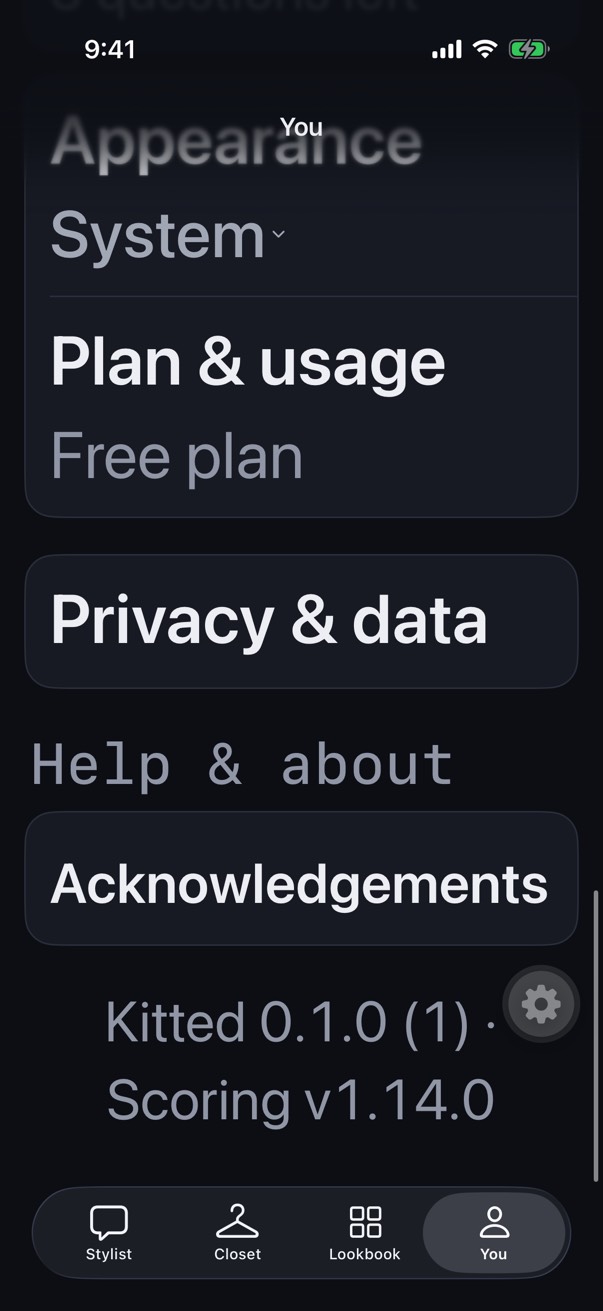 9:41
You
Appearance
System
Plan & usage
Free plan
Privacy & data
Help & about
Acknowledgements
Kitted 0.1.0 (1) ·
Scoring v1.14.0
Stylist
Closet
Lookbook
You